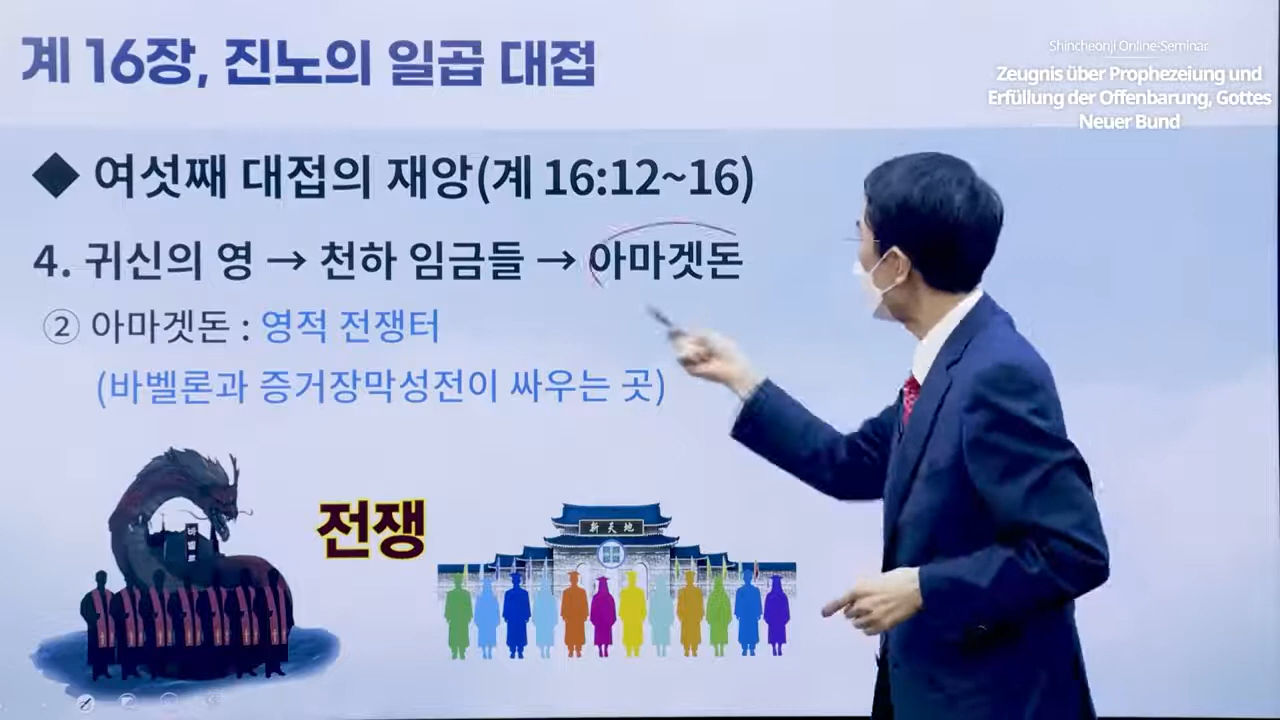 계 16장, 진노의 일곱 대접
Shincheonji Online-Seminar
Zeugnis über Prophezeiung und
Erfüllung der Offenbarung, Gottes
Neuer Bund
◆ 여섯째 대접의 재앙(계 16:12~16)
4. 귀신의 영 → 천하 임금들 → 아마겟돈
② 아마겟돈 : 영적 전쟁터
(바벨론과 증거장막성전이 싸우는 곳)
전쟁
新天地
바벨론